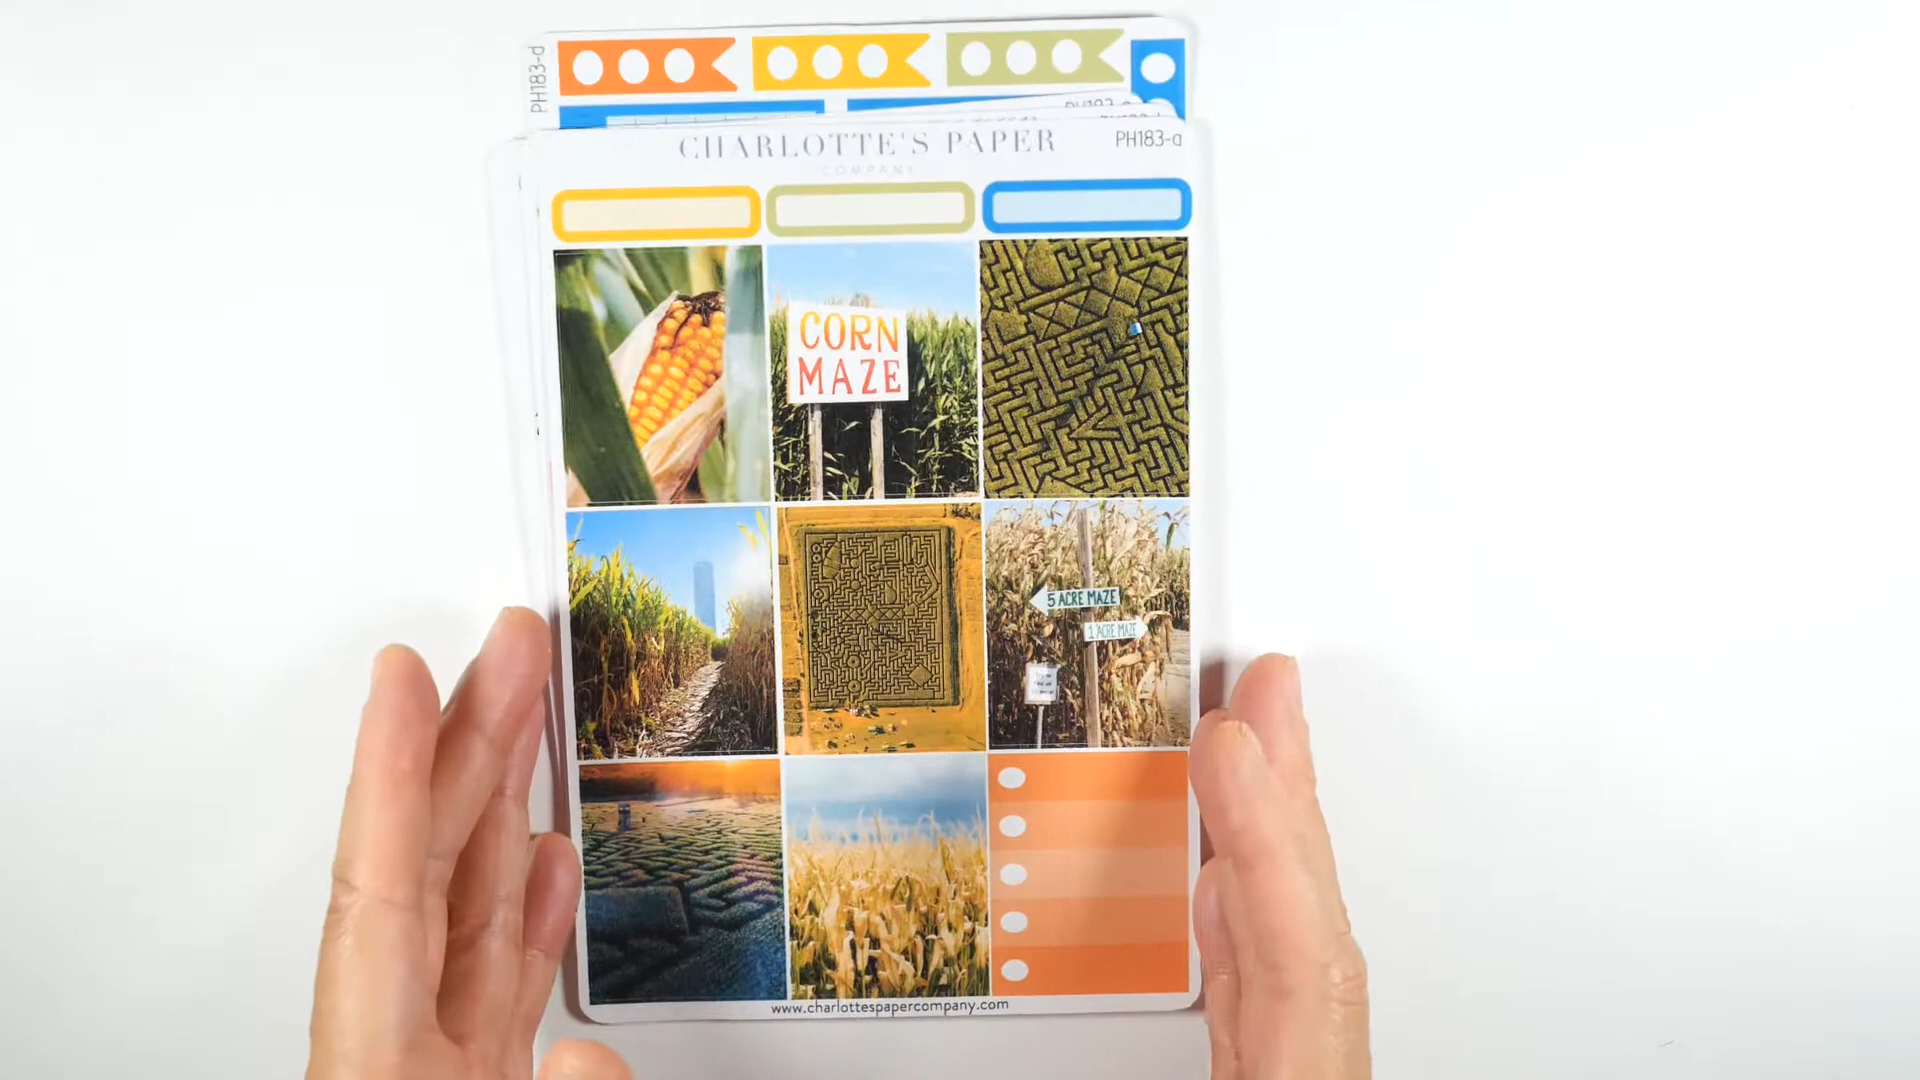 PH183-d
CHARLOTTE'S PAPER
COMPANY
PH183-a
CORN
MAZE
5 ACRE MAZE
1 ACRE MAZE
www.charlottespapercompany.com